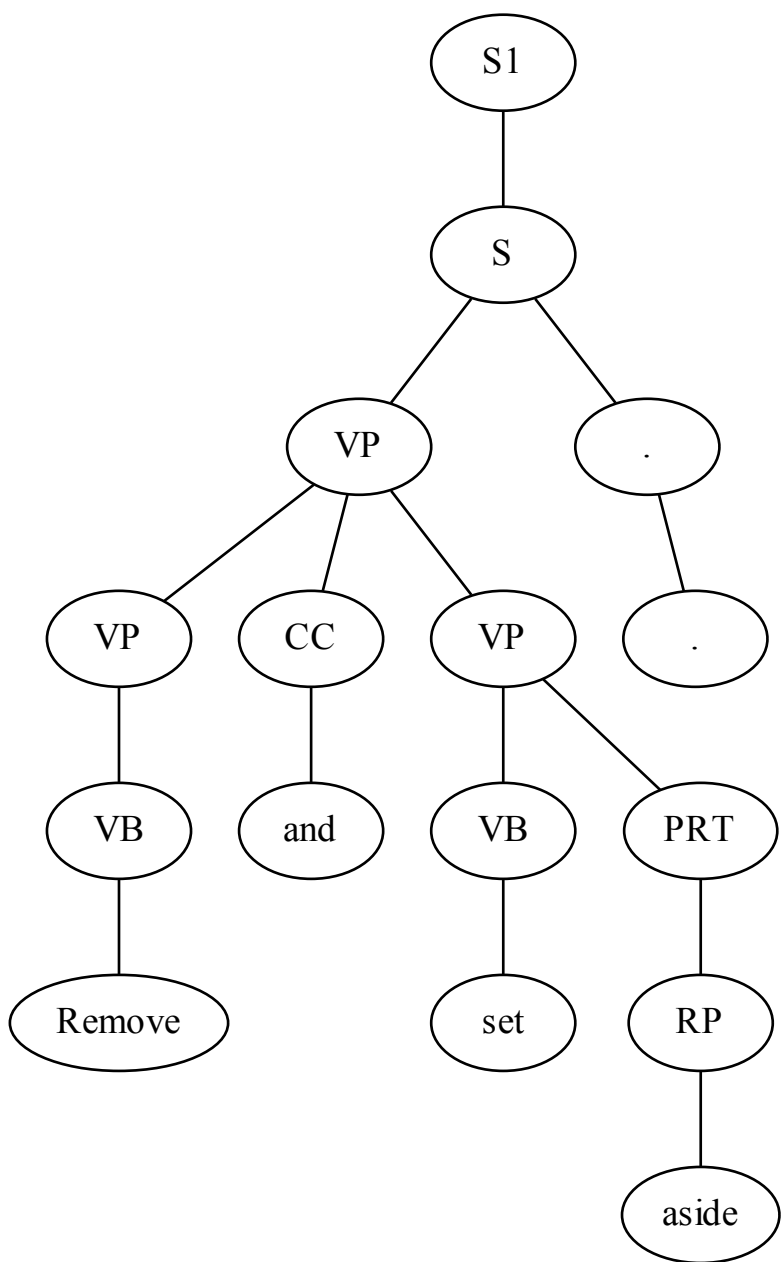 S1
S
VP .
VP CC VP .
VB and VB PRT
Remove set RP
aside